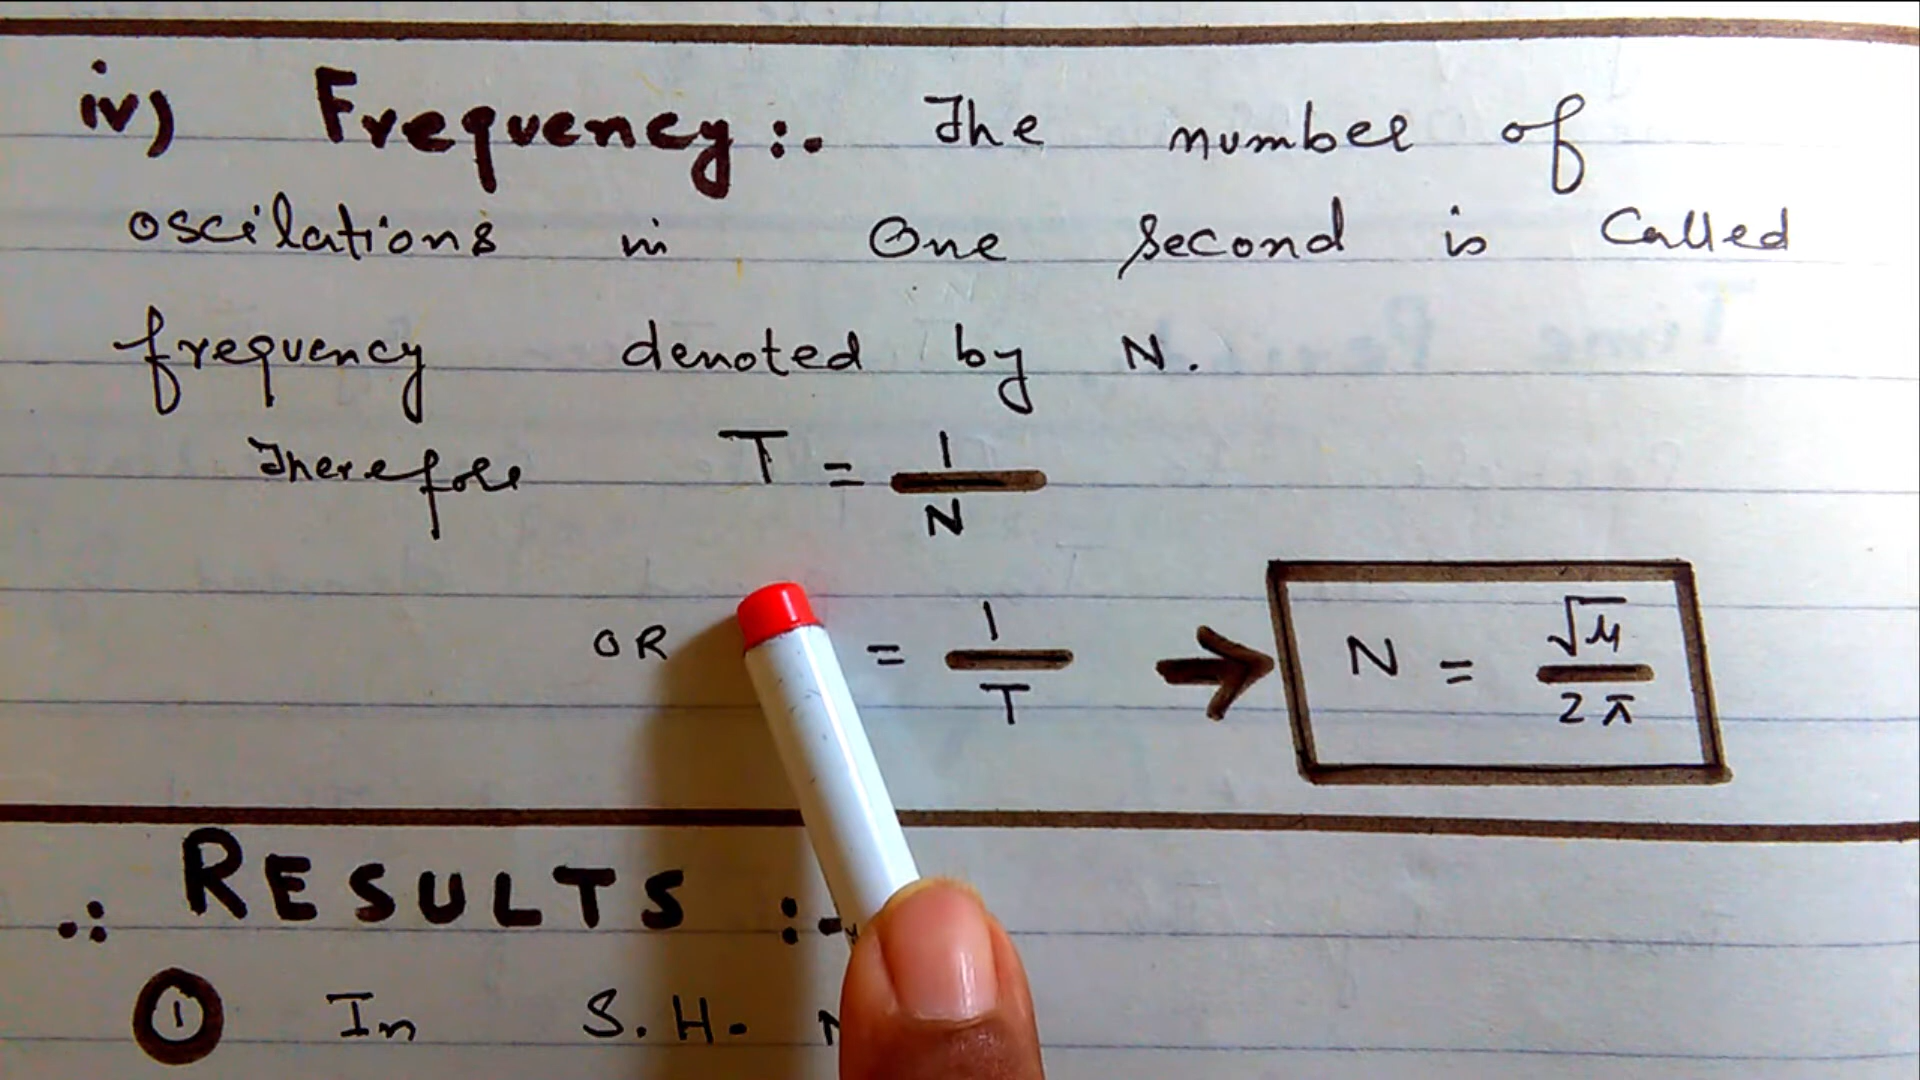 iv) Frequency:. The number of
oscilations in One second is Called
frequency denoted by N.
Therefore T = 1/N
OR = 1/T → N = √μ/2π
∴ RESULTS :-
① In S.H.